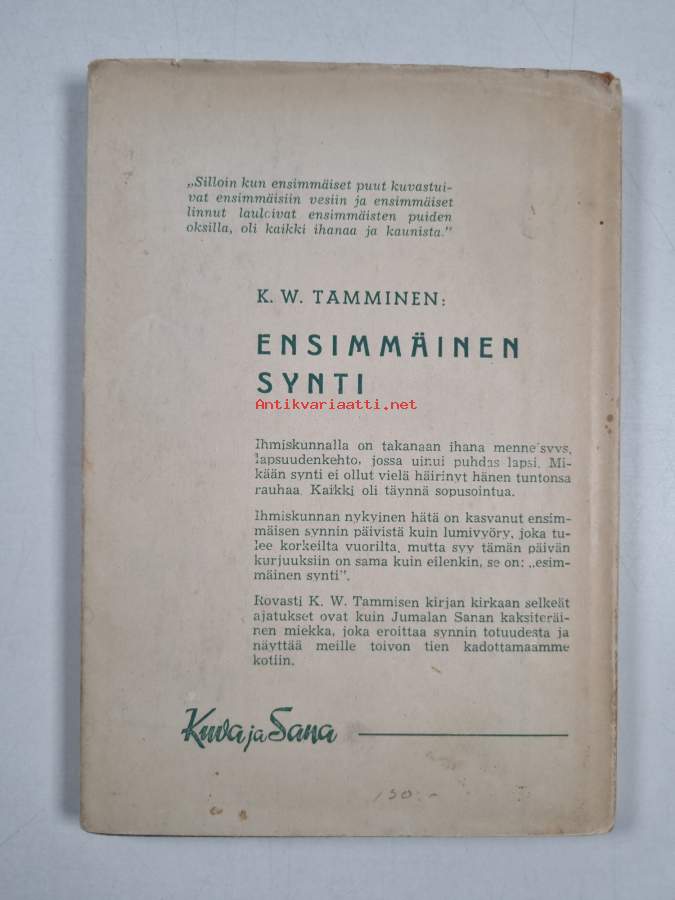 „Silloin kun ensimmäiset puut kuvastui-
vat ensimmäisiin vesiin ja ensimmäiset
linnut lauloivat ensimmäisten puiden
oksilla, oli kaikki ihanaa ja kaunista."
K. W. TAMMINEN:
ENSIMMÄINEN
SYNTI
Antikvariaatti.net
Ihmiskunnalla on takanaan ihana menneisyys,
lapsuudenkehto, jossa uinui puhdas lapsi. Mi-
kään synti ei ollut vielä häirinyt hänen tuntonsa
rauhaa. Kaikki oli täynnä sopusointua.
Ihmiskunnan nykyinen hätä on kasvanut ensim-
mäisen synnin päivistä kuin lumivyöry, joka tu-
lee korkeilta vuorilta, mutta syy tämän päivän
kurjuuksiin on sama kuin eilenkin, se on: „esim-
mäinen synti".
Rovasti K. W. Tammisen kirjan kirkaan selkeät
ajatukset ovat kuin Jumalan Sanan kaksiteräi-
nen miekka, joka eroittaa synnin totuudesta ja
näyttää meille toivon tien kadottamaamme
kotiin.
Kuva ja Sana
150:-